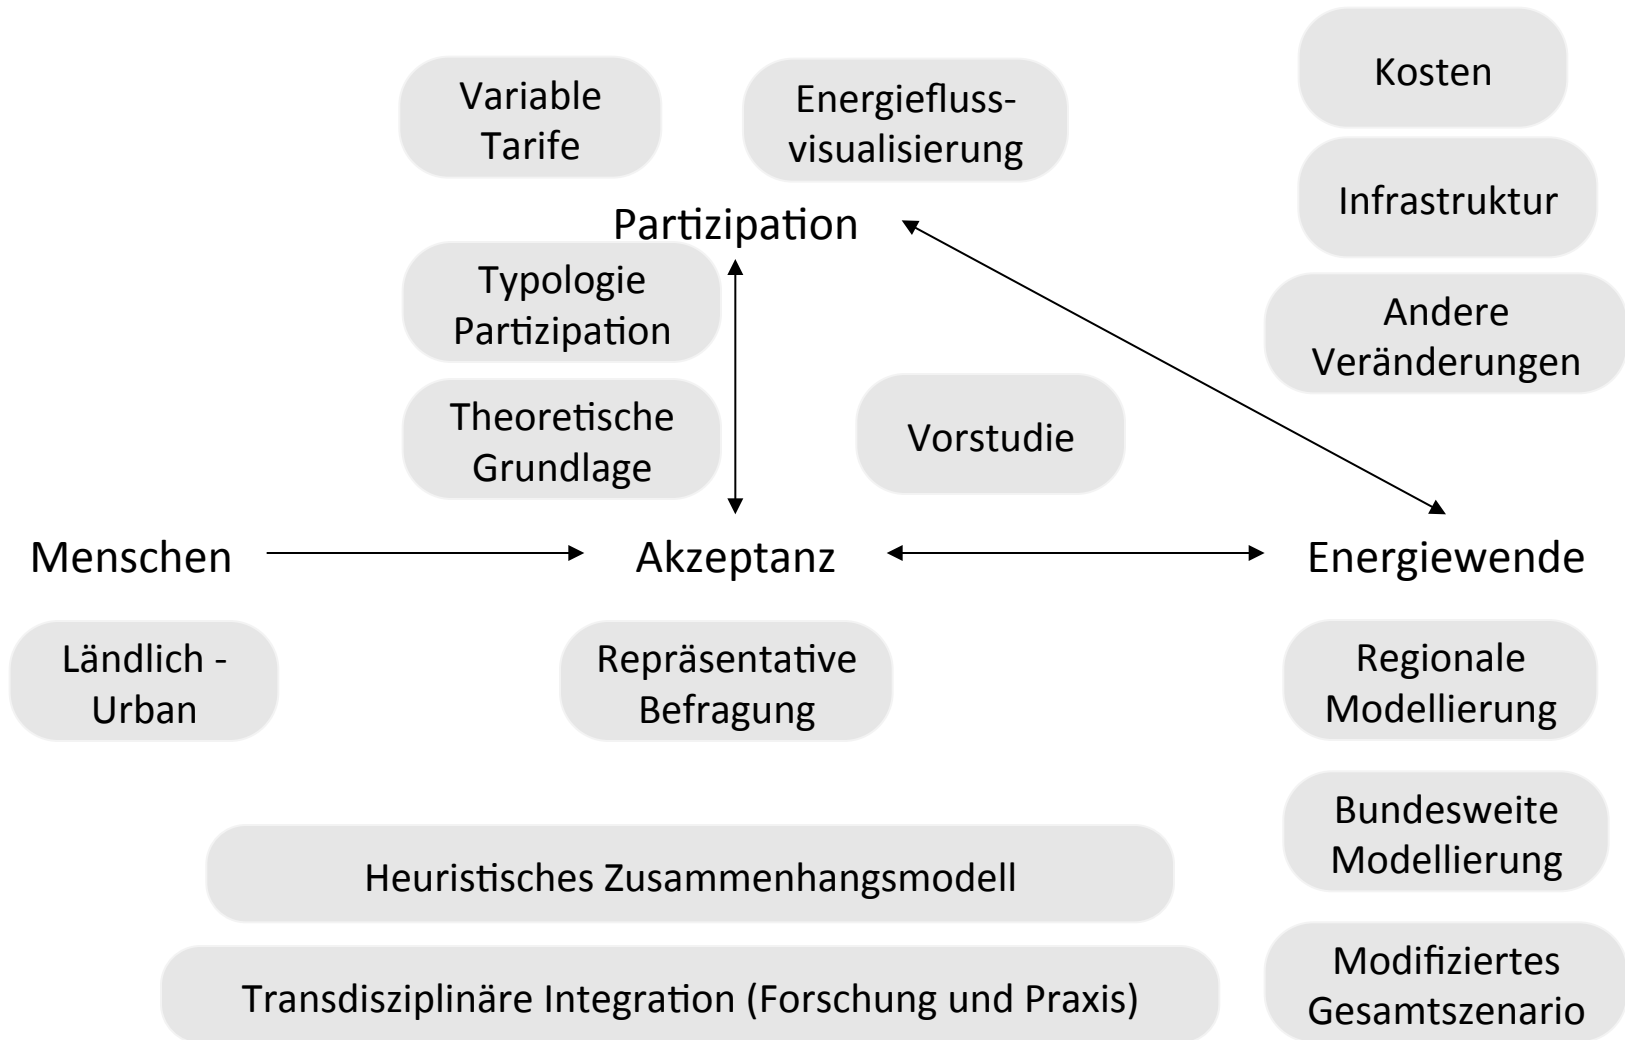 Variable
Tarife
Energiefluss-
visualisierung
Kosten
Infrastruktur
Partizipation
Typologie
Partizipation
Andere
Veränderungen
Theoretische
Grundlage
Vorstudie
Menschen
Akzeptanz
Energiewende
Ländlich -
Urban
Repräsentative
Befragung
Regionale
Modellierung
Bundesweite
Modellierung
Heuristisches Zusammenhangsmodell
Transdisziplinäre Integration (Forschung und Praxis)
Modifiziertes
Gesamtszenario